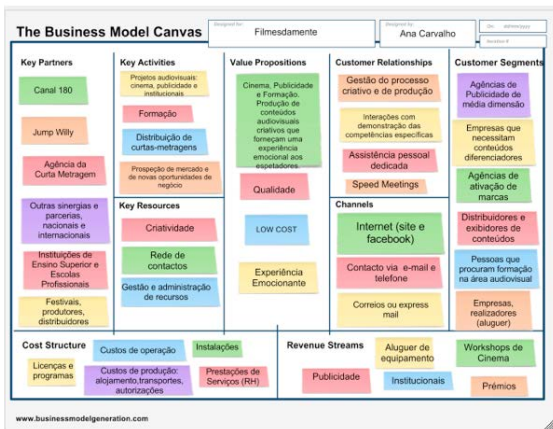 The Business Model Canvas
Designed for:
Filmesdamente
Designed by:
Ana Carvalho
On:
Iteration #
Key Partners
Canal 180
Jump Willy
Agência da
Curta Metragem
Outras sinergias e
parcerias,
nacionais e
internacionais
Instituições de
Ensino Superior e
Escolas
Profissionais
Festivais,
produtores,
distribuidores
Key Activities
Projetos audiovisuais:
cinema, publicidade e
institucionais
Formação
Distribuição de
curtas-metragens
Prospeção de mercado e
de novas oportunidades de
negócio
Key Resources
Criatividade
Rede de
contactos
Gestão e administração
de recursos
Value Propositions
Cinema, Publicidade
e Formação.
Produção de
conteúdos
audiovisuais
criativos que
forneçam uma
experiência
emocional aos
espetadores
Qualidade
LOW COST
Experiência
Emocionante
Customer Relationships
Gestão do processo
criativo e de produção
Interações com
demonstração das
competências específicas
Assistência pessoal
dedicada
Speed Meetings
Channels
Internet (site e
facebook)
Contacto via e-mail e
telefone
Correios ou express
mail
Customer Segments
Agências de
Publicidade de
média dimensão
Empresas que
necessitam
conteúdos
diferenciadores
Agências de
ativação de
marcas
Distribuidores e
exibidores de
conteúdos
Pessoas que
procuram formação
na área audiovisual
Empresas,
realizadores
(aluguer)
Cost Structure
Custos de operação
Instalações
Licenças e
programas
Custos de produção:
alojamento,transportes,
autorizações
Prestações de
Serviços (RH)
Revenue Streams
Aluguer de
equipamento
Workshops de
Cinema
Publicidade
Institucionais
Prémios
www.businessmodelgeneration.com